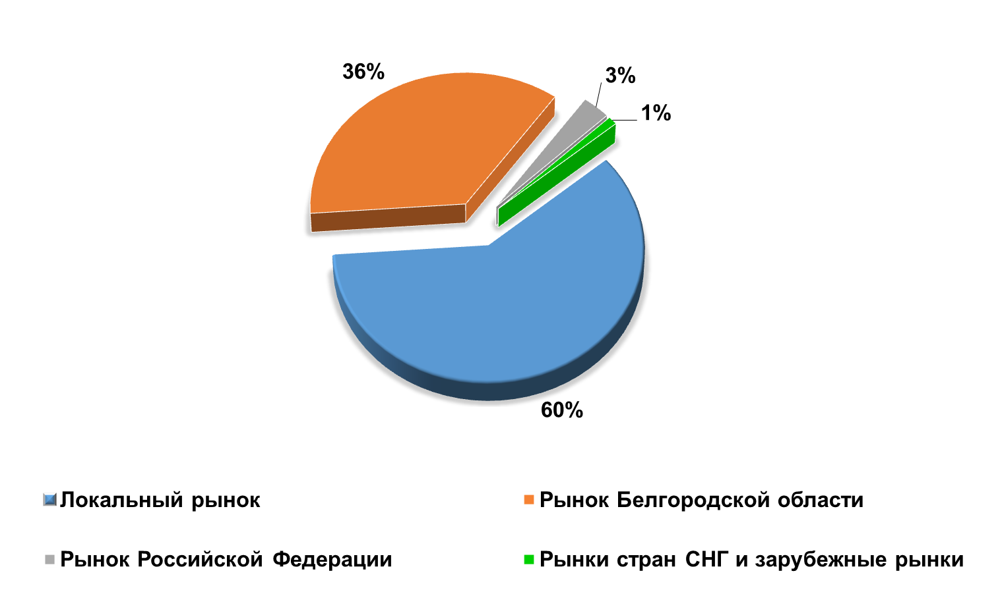 36%
3%
1%
60%
Локальный рынок
Рынок Белгородской области
Рынок Российской Федерации
Рынки стран СНГ и зарубежные рынки